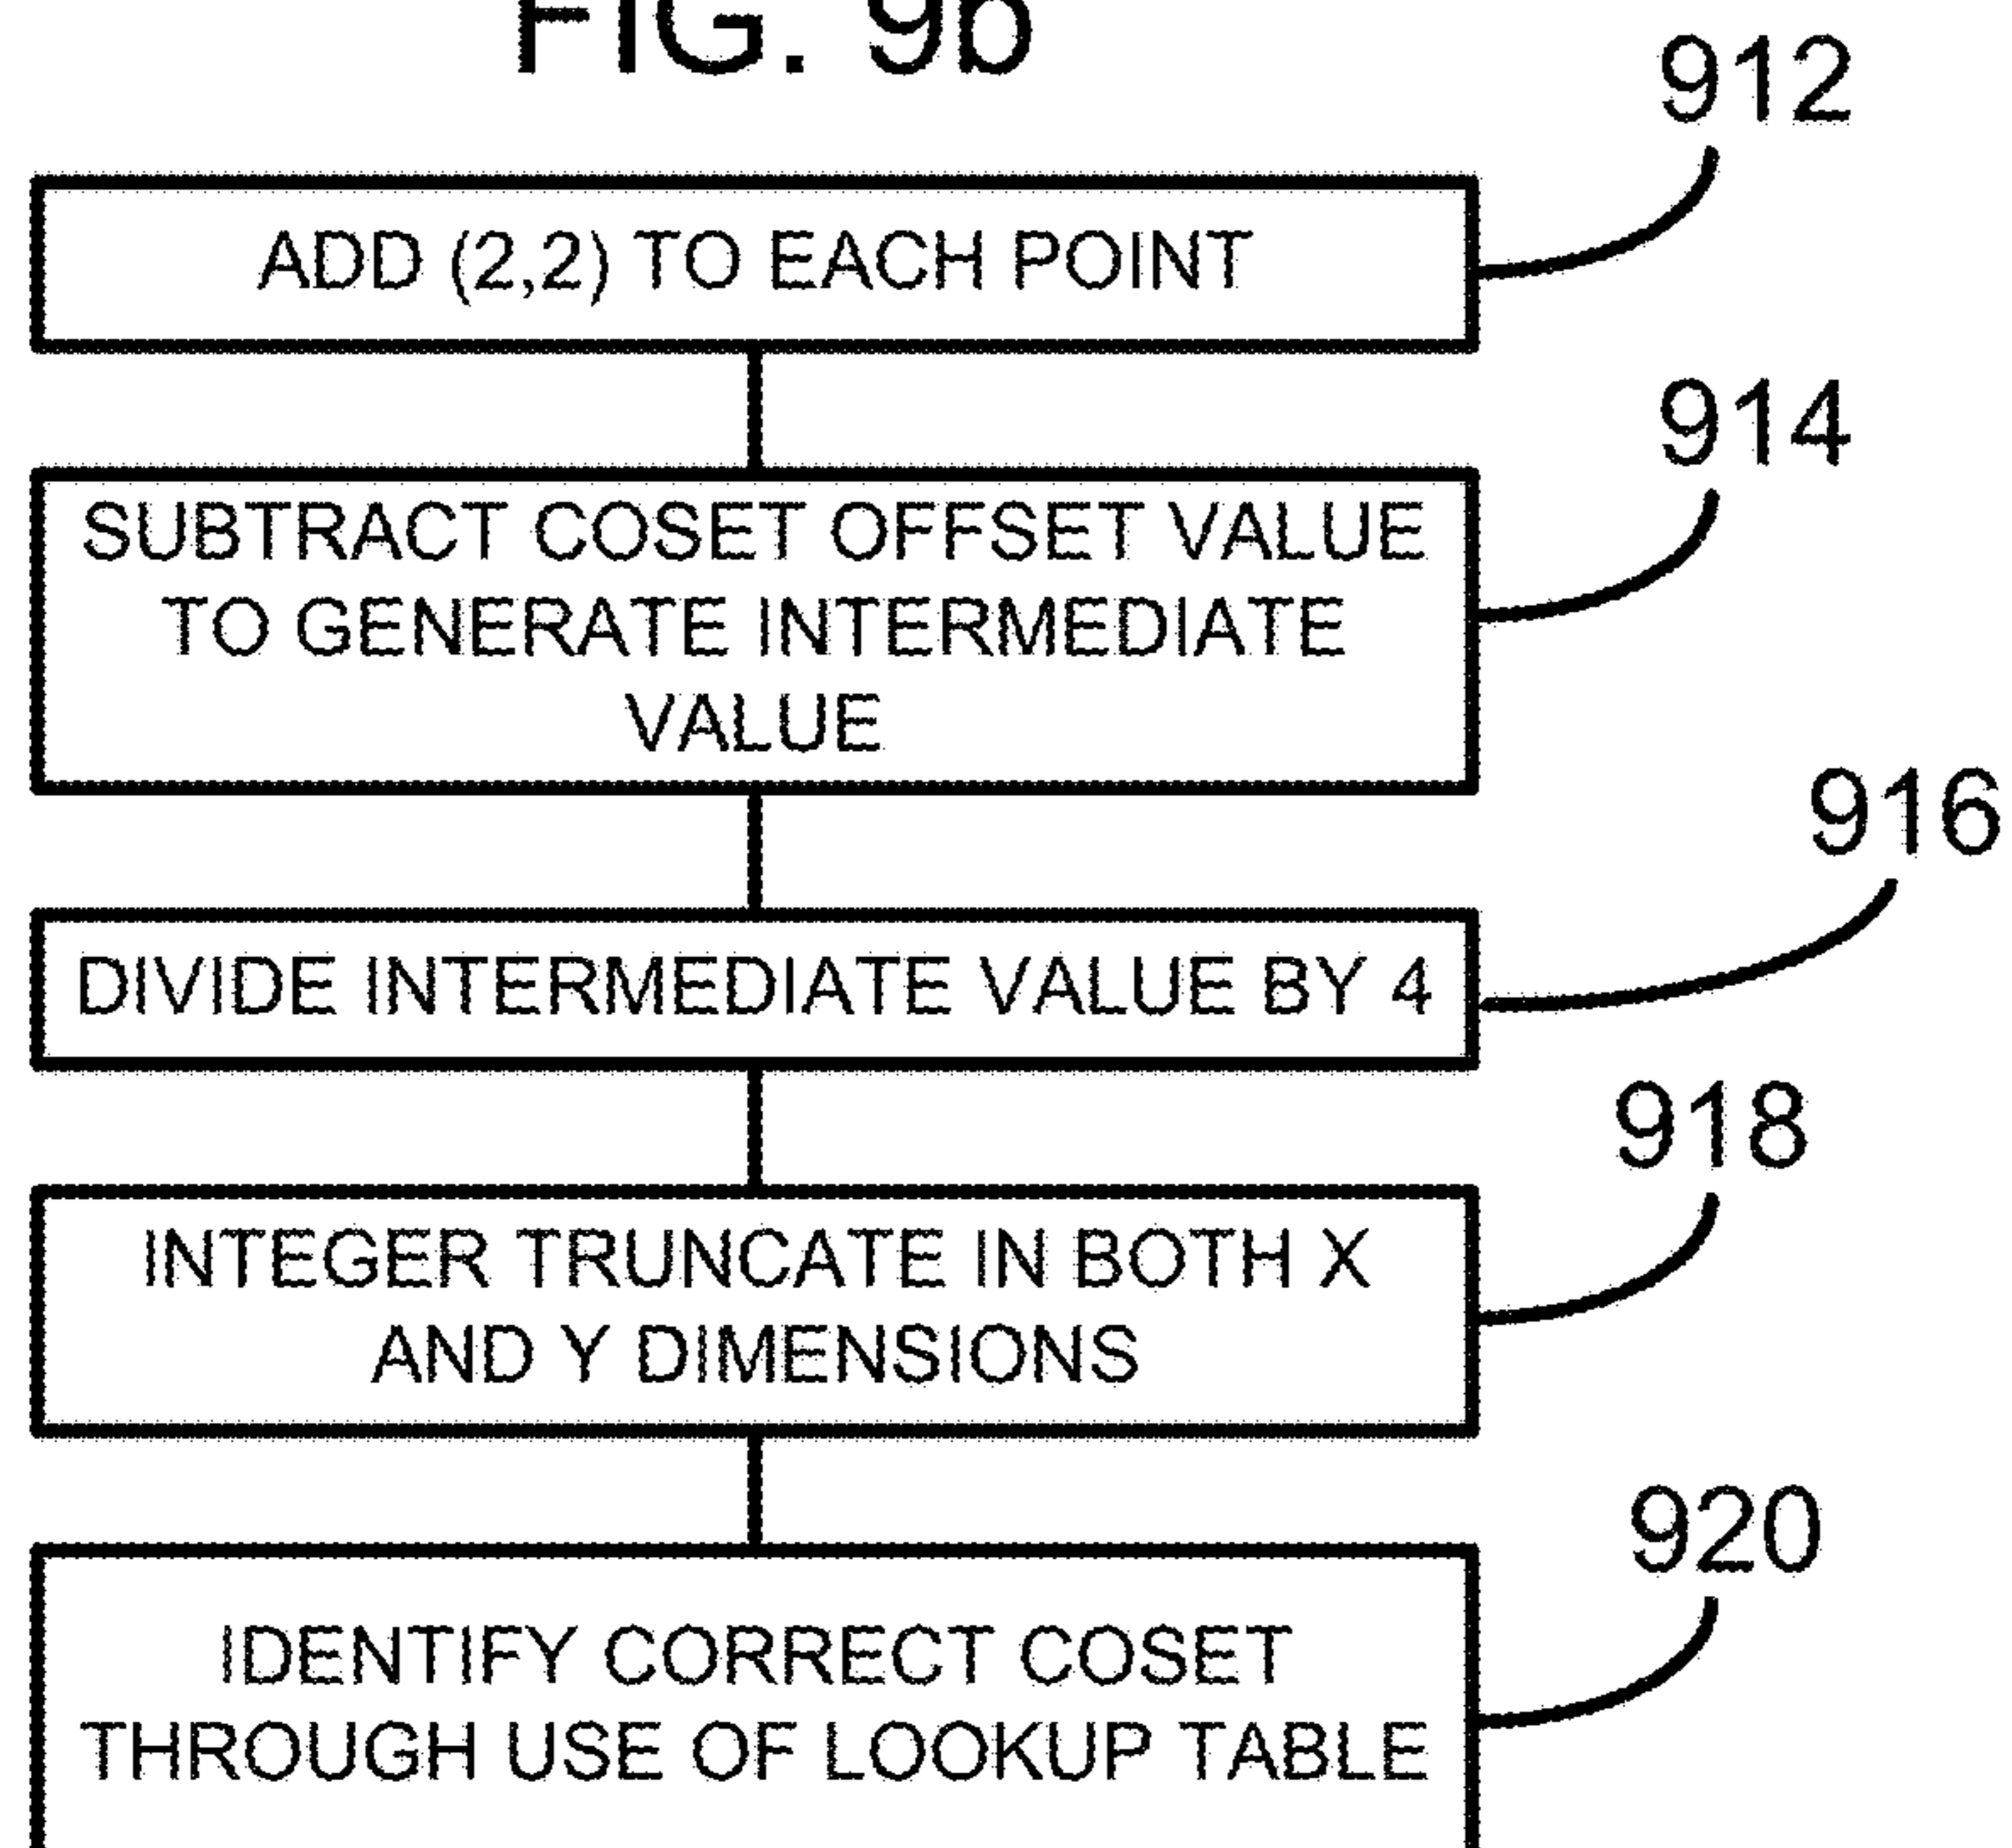 FIG. 9b
912
ADD (2,2) TO EACH POINT
914
SUBTRACT COSET OFFSET VALUE
TO GENERATE INTERMEDIATE
VALUE
916
DIVIDE INTERMEDIATE VALUE BY 4
918
INTEGER TRUNCATE IN BOTH X
AND Y DIMENSIONS
920
IDENTIFY CORRECT COSET
THROUGH USE OF LOOKUP TABLE